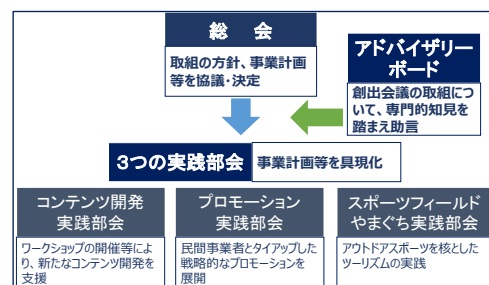 総　会
取組の方針、事業計画
等を協議・決定
アドバイザリー
ボード
創出会議の取組につ
いて、専門的知見を
踏まえ助言
３つの実践部会
事業計画等を具現化
コンテンツ開発
実践部会
ワークショップの開催等によ
り、新たなコンテンツ開発を
支援
プロモーション
実践部会
民間事業者とタイアップした
戦略的なプロモーションを
展開
スポーツフィールド
やまぐち実践部会
アウトドアスポーツを核とした
ツーリズムの実践